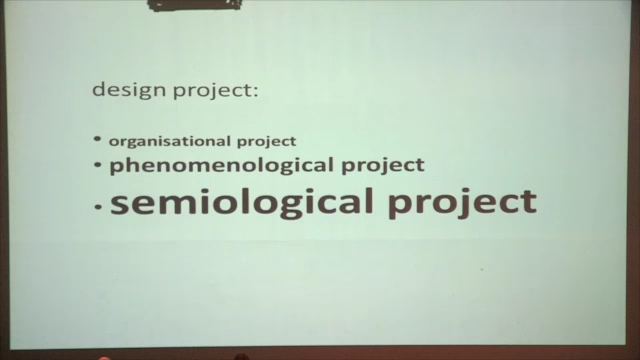 design project:
• organisational project
• phenomenological project
• semiological project